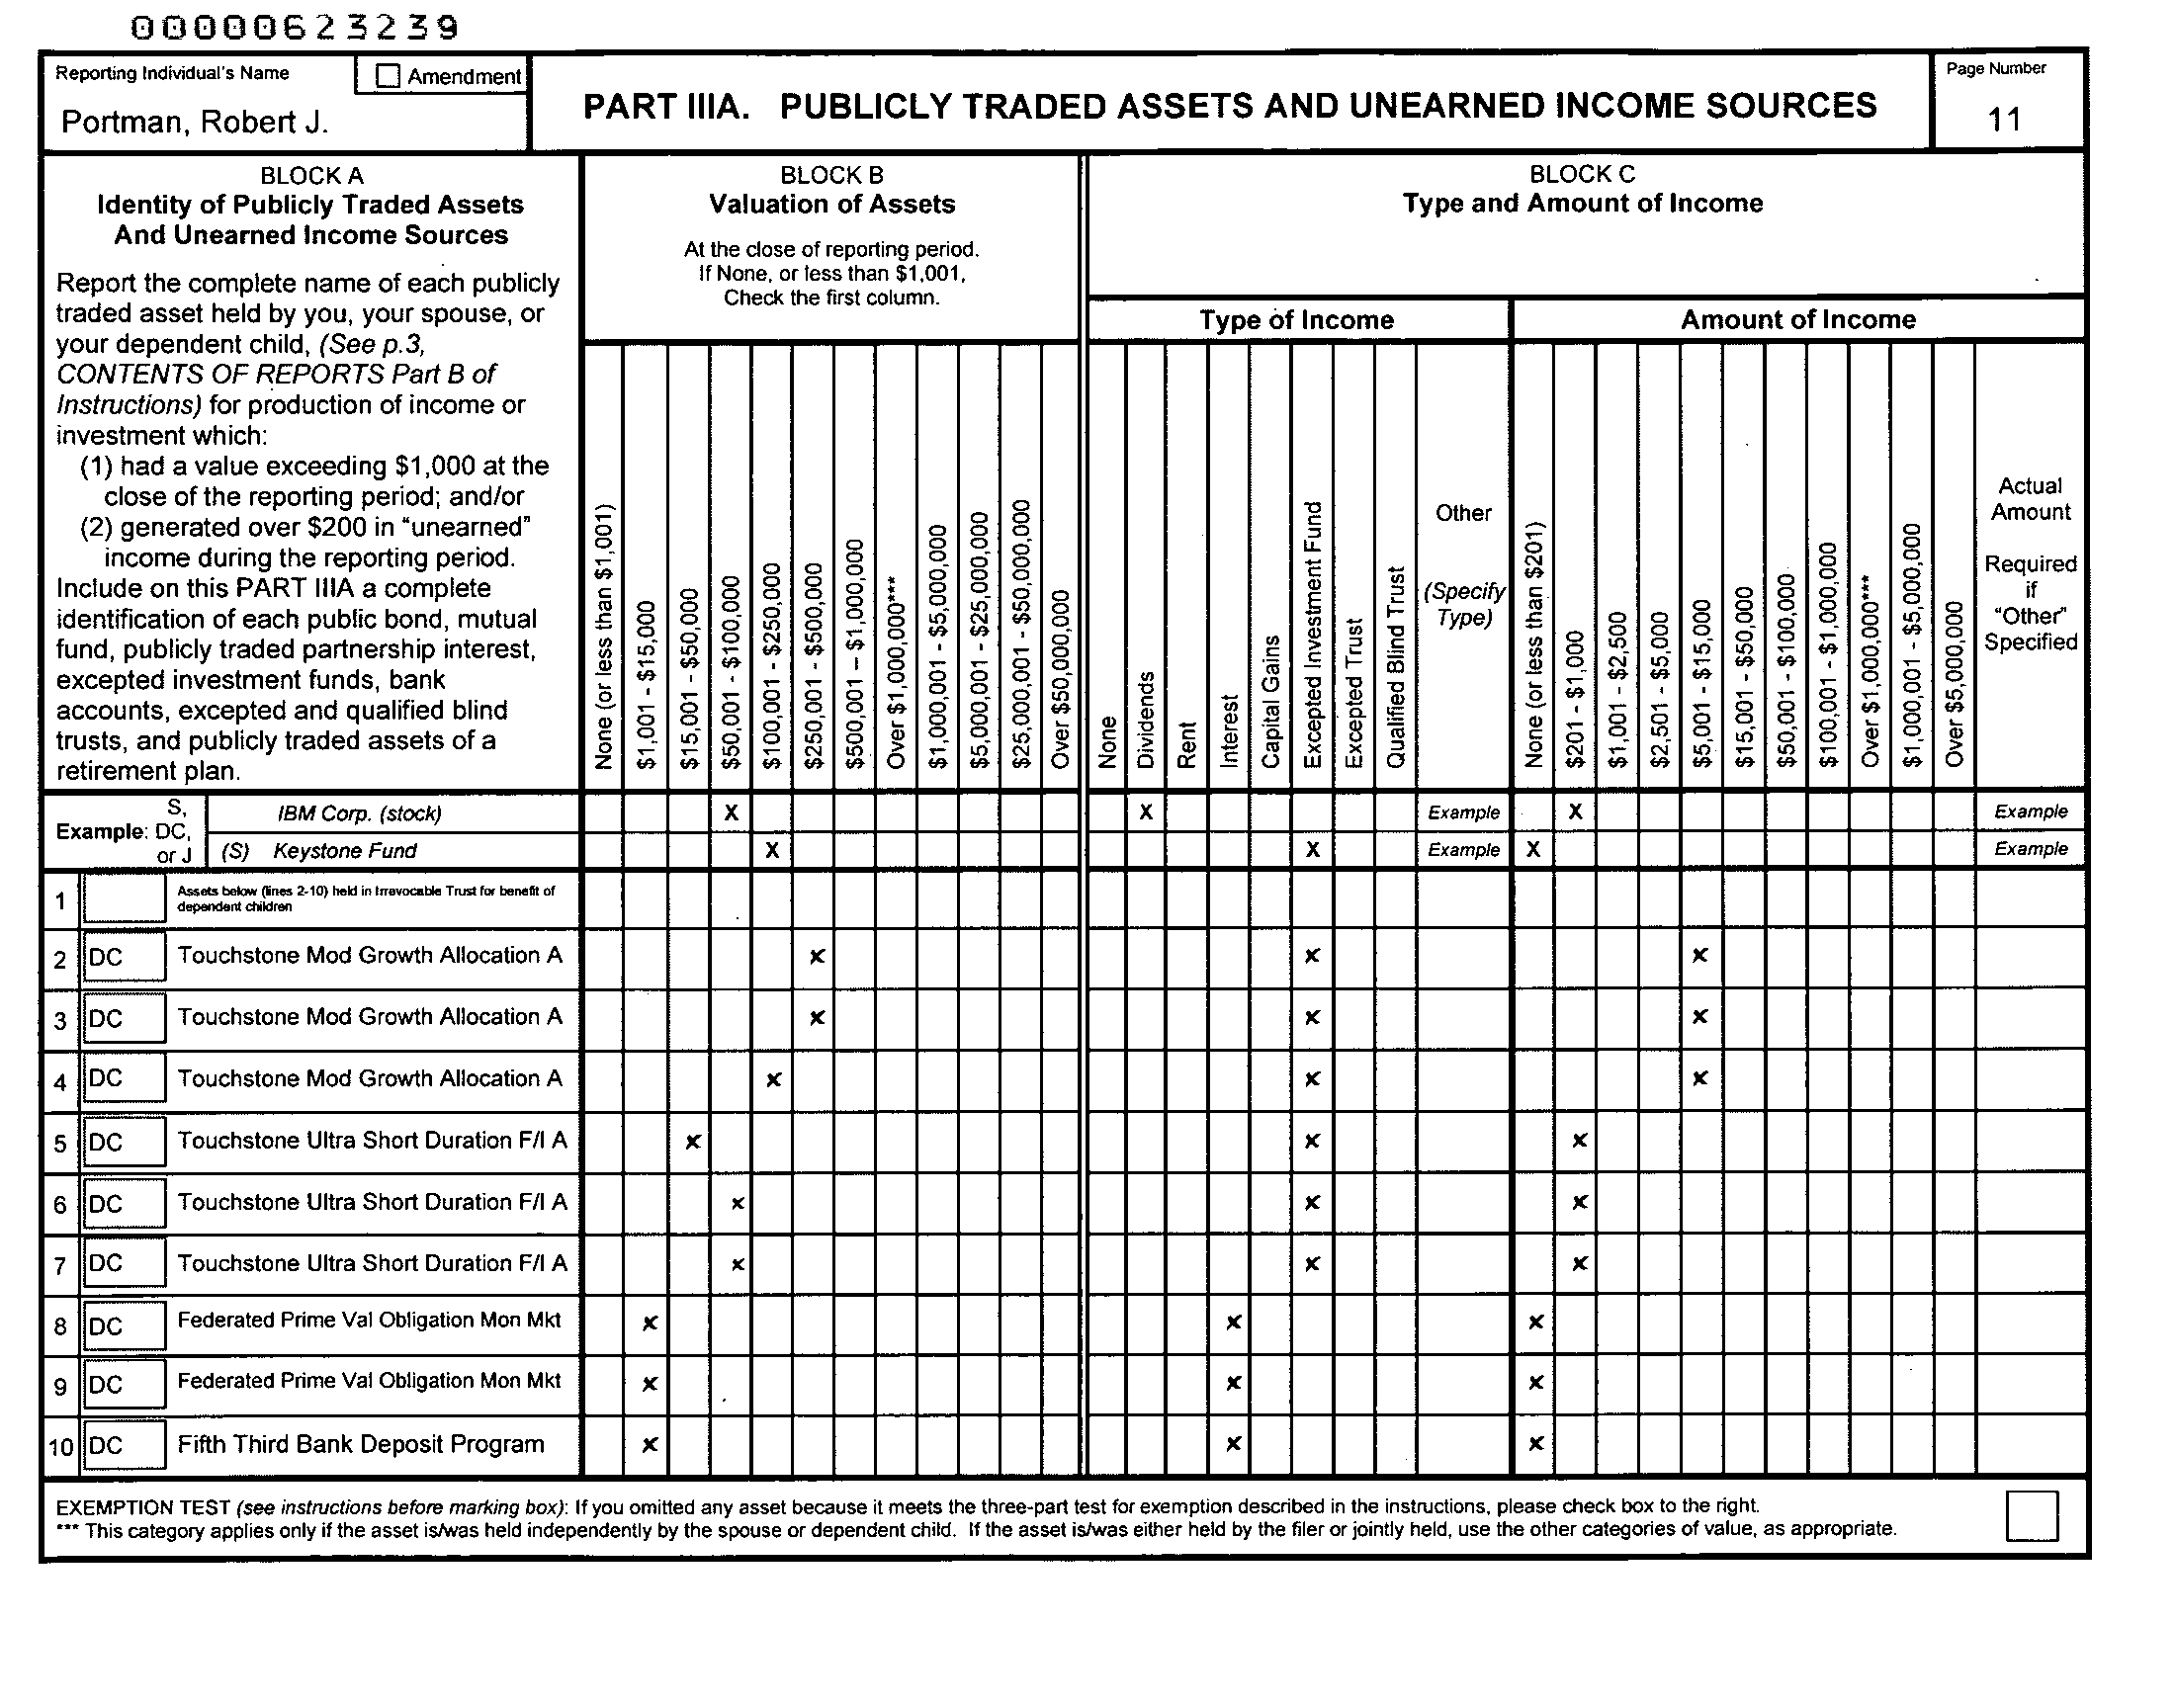 00000623239
Reporting Individual's Name
Amendment
Portman, Robert J.
PART IIIA. PUBLICLY TRADED ASSETS AND UNEARNED INCOME SOURCES
Page Number
11
BLOCK A
Identity of Publicly Traded Assets
And Unearned Income Sources
Report the complete name of each publicly
traded asset held by you, your spouse, or
your dependent child, (See p.3,
CONTENTS OF REPORTS Part B of
Instructions) for production of income or
investment which:
(1) had a value exceeding $1,000 at the
close of the reporting period; and/or
(2) generated over $200 in "unearned"
income during the reporting period.
Include on this PART IIIA a complete
identification of each public bond, mutual
fund, publicly traded partnership interest,
excepted investment funds, bank
accounts, excepted and qualified blind
trusts, and publicly traded assets of a
retirement plan.
BLOCK B
Valuation of Assets
At the close of reporting period.
If None, or less than $1,001,
Check the first column.
None (or less than $1,001)
$1,001 - $15,000
$15,001 - $50,000
$50,001 - $100,000
$100,001 - $250,000
$250,001 - $500,000
$500,001 – $1,000,000
Over $1,000,000***
$1,000,001 - $5,000,000
$5,000,001 - $25,000,000
$25,000,001 - $50,000,000
Over $50,000,000
BLOCK C
Type and Amount of Income
Type of Income
None
Dividends
Rent
Interest
Capital Gains
Excepted Investment Fund
Excepted Trust
Qualified Blind Trust
Other
(Specify
Type)
Amount of Income
None (or less than $201)
$201 - $1,000
$1,001 - $2,500
$2,501 - $5,000
$5,001 - $15,000
$15,001 - $50,000
$50,001 - $100,000
$100,001 - $1,000,000
Over $1,000,000***
$1,000,001 - $5,000,000
Over $5,000,000
Actual
Amount
Required
if
"Other"
Specified
Example: S, DC, or J
IBM Corp. (stock) X X Example X Example
(S) Keystone Fund X X Example X Example
1 Assets below (lines 2-10) held in Irrevocable Trust for benefit of
dependent children
2 DC Touchstone Mod Growth Allocation A x x x
3 DC Touchstone Mod Growth Allocation A x x x
4 DC Touchstone Mod Growth Allocation A x x x
5 DC Touchstone Ultra Short Duration F/I A x x x
6 DC Touchstone Ultra Short Duration F/I A x x x
7 DC Touchstone Ultra Short Duration F/I A x x x
8 DC Federated Prime Val Obligation Mon Mkt x x x
9 DC Federated Prime Val Obligation Mon Mkt x x x
10 DC Fifth Third Bank Deposit Program x x x
EXEMPTION TEST (see instructions before marking box): If you omitted any asset because it meets the three-part test for exemption described in the instructions, please check box to the right.
*** This category applies only if the asset is/was held independently by the spouse or dependent child. If the asset is/was either held by the filer or jointly held, use the other categories of value, as appropriate.